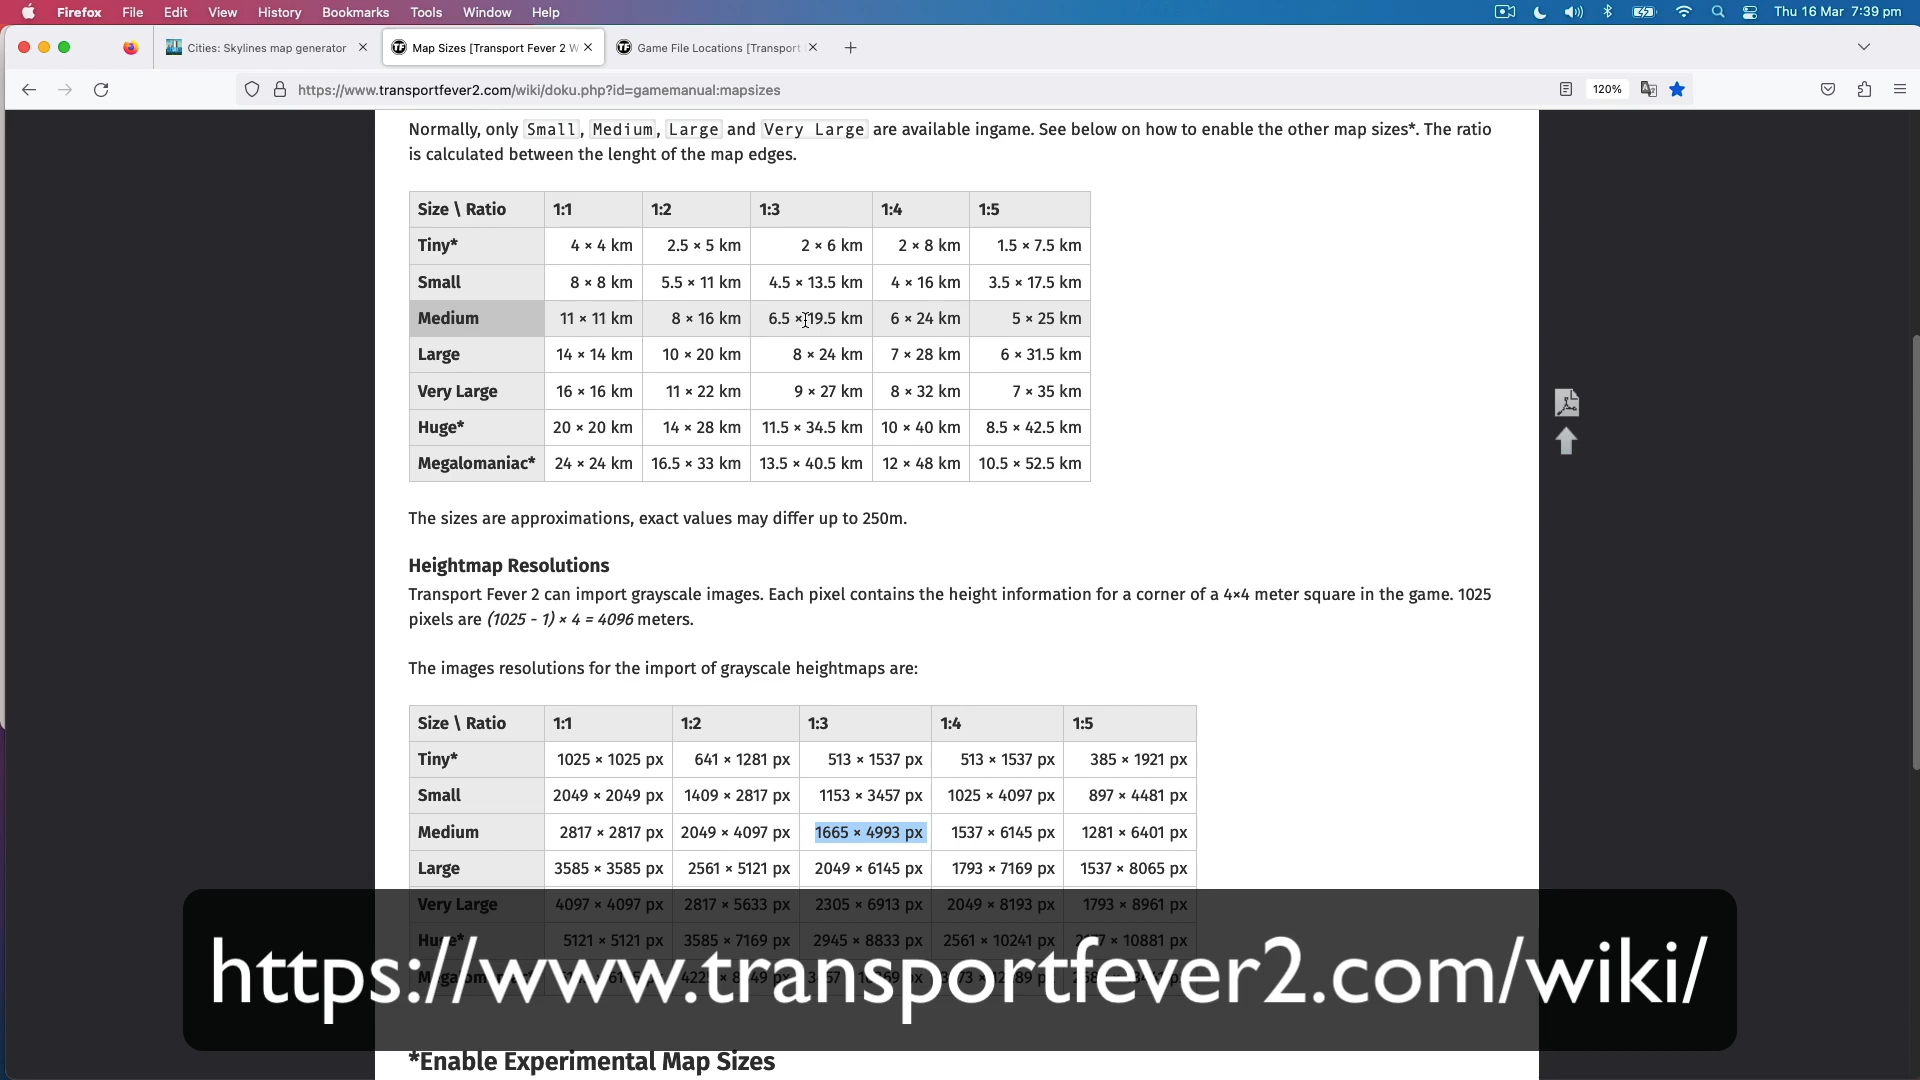 Firefox File Edit View History Bookmarks Tools Window Help Thu 16 Mar 7:39 pm
Cities: Skylines map generator Map Sizes [Transport Fever 2 W Game File Locations [Transport
https://www.transportfever2.com/wiki/doku.php?id=gamemanual:mapsizes 120%
Normally, only Small, Medium, Large and Very Large are available ingame. See below on how to enable the other map sizes*. The ratio
is calculated between the lenght of the map edges.
Size \ Ratio 1:1 1:2 1:3 1:4 1:5
Tiny* 4 × 4 km 2.5 × 5 km 2 × 6 km 2 × 8 km 1.5 × 7.5 km
Small 8 × 8 km 5.5 × 11 km 4.5 × 13.5 km 4 × 16 km 3.5 × 17.5 km
Medium 11 × 11 km 8 × 16 km 6.5 × 19.5 km 6 × 24 km 5 × 25 km
Large 14 × 14 km 10 × 20 km 8 × 24 km 7 × 28 km 6 × 31.5 km
Very Large 16 × 16 km 11 × 22 km 9 × 27 km 8 × 32 km 7 × 35 km
Huge* 20 × 20 km 14 × 28 km 11.5 × 34.5 km 10 × 40 km 8.5 × 42.5 km
Megalomaniac* 24 × 24 km 16.5 × 33 km 13.5 × 40.5 km 12 × 48 km 10.5 × 52.5 km
The sizes are approximations, exact values may differ up to 250m.
Heightmap Resolutions
Transport Fever 2 can import grayscale images. Each pixel contains the height information for a corner of a 4×4 meter square in the game. 1025
pixels are (1025 - 1) × 4 = 4096 meters.
The images resolutions for the import of grayscale heightmaps are:
Size \ Ratio 1:1 1:2 1:3 1:4 1:5
Tiny* 1025 × 1025 px 641 × 1281 px 513 × 1537 px 513 × 1537 px 385 × 1921 px
Small 2049 × 2049 px 1409 × 2817 px 1153 × 3457 px 1025 × 4097 px 897 × 4481 px
Medium 2817 × 2817 px 2049 × 4097 px 1665 × 4993 px 1537 × 6145 px 1281 × 6401 px
Large 3585 × 3585 px 2561 × 5121 px 2049 × 6145 px 1793 × 7169 px 1537 × 8065 px
Very Large 4097 × 4097 px 2817 × 5633 px 2305 × 6913 px 2049 × 8193 px 1793 × 8961 px
5121 × 5121 px 3585 × 7169 px 2945 × 8833 px 2561 × 10241 px × 10881 px
https://www.transportfever2.com/wiki/
*Enable Experimental Map Sizes